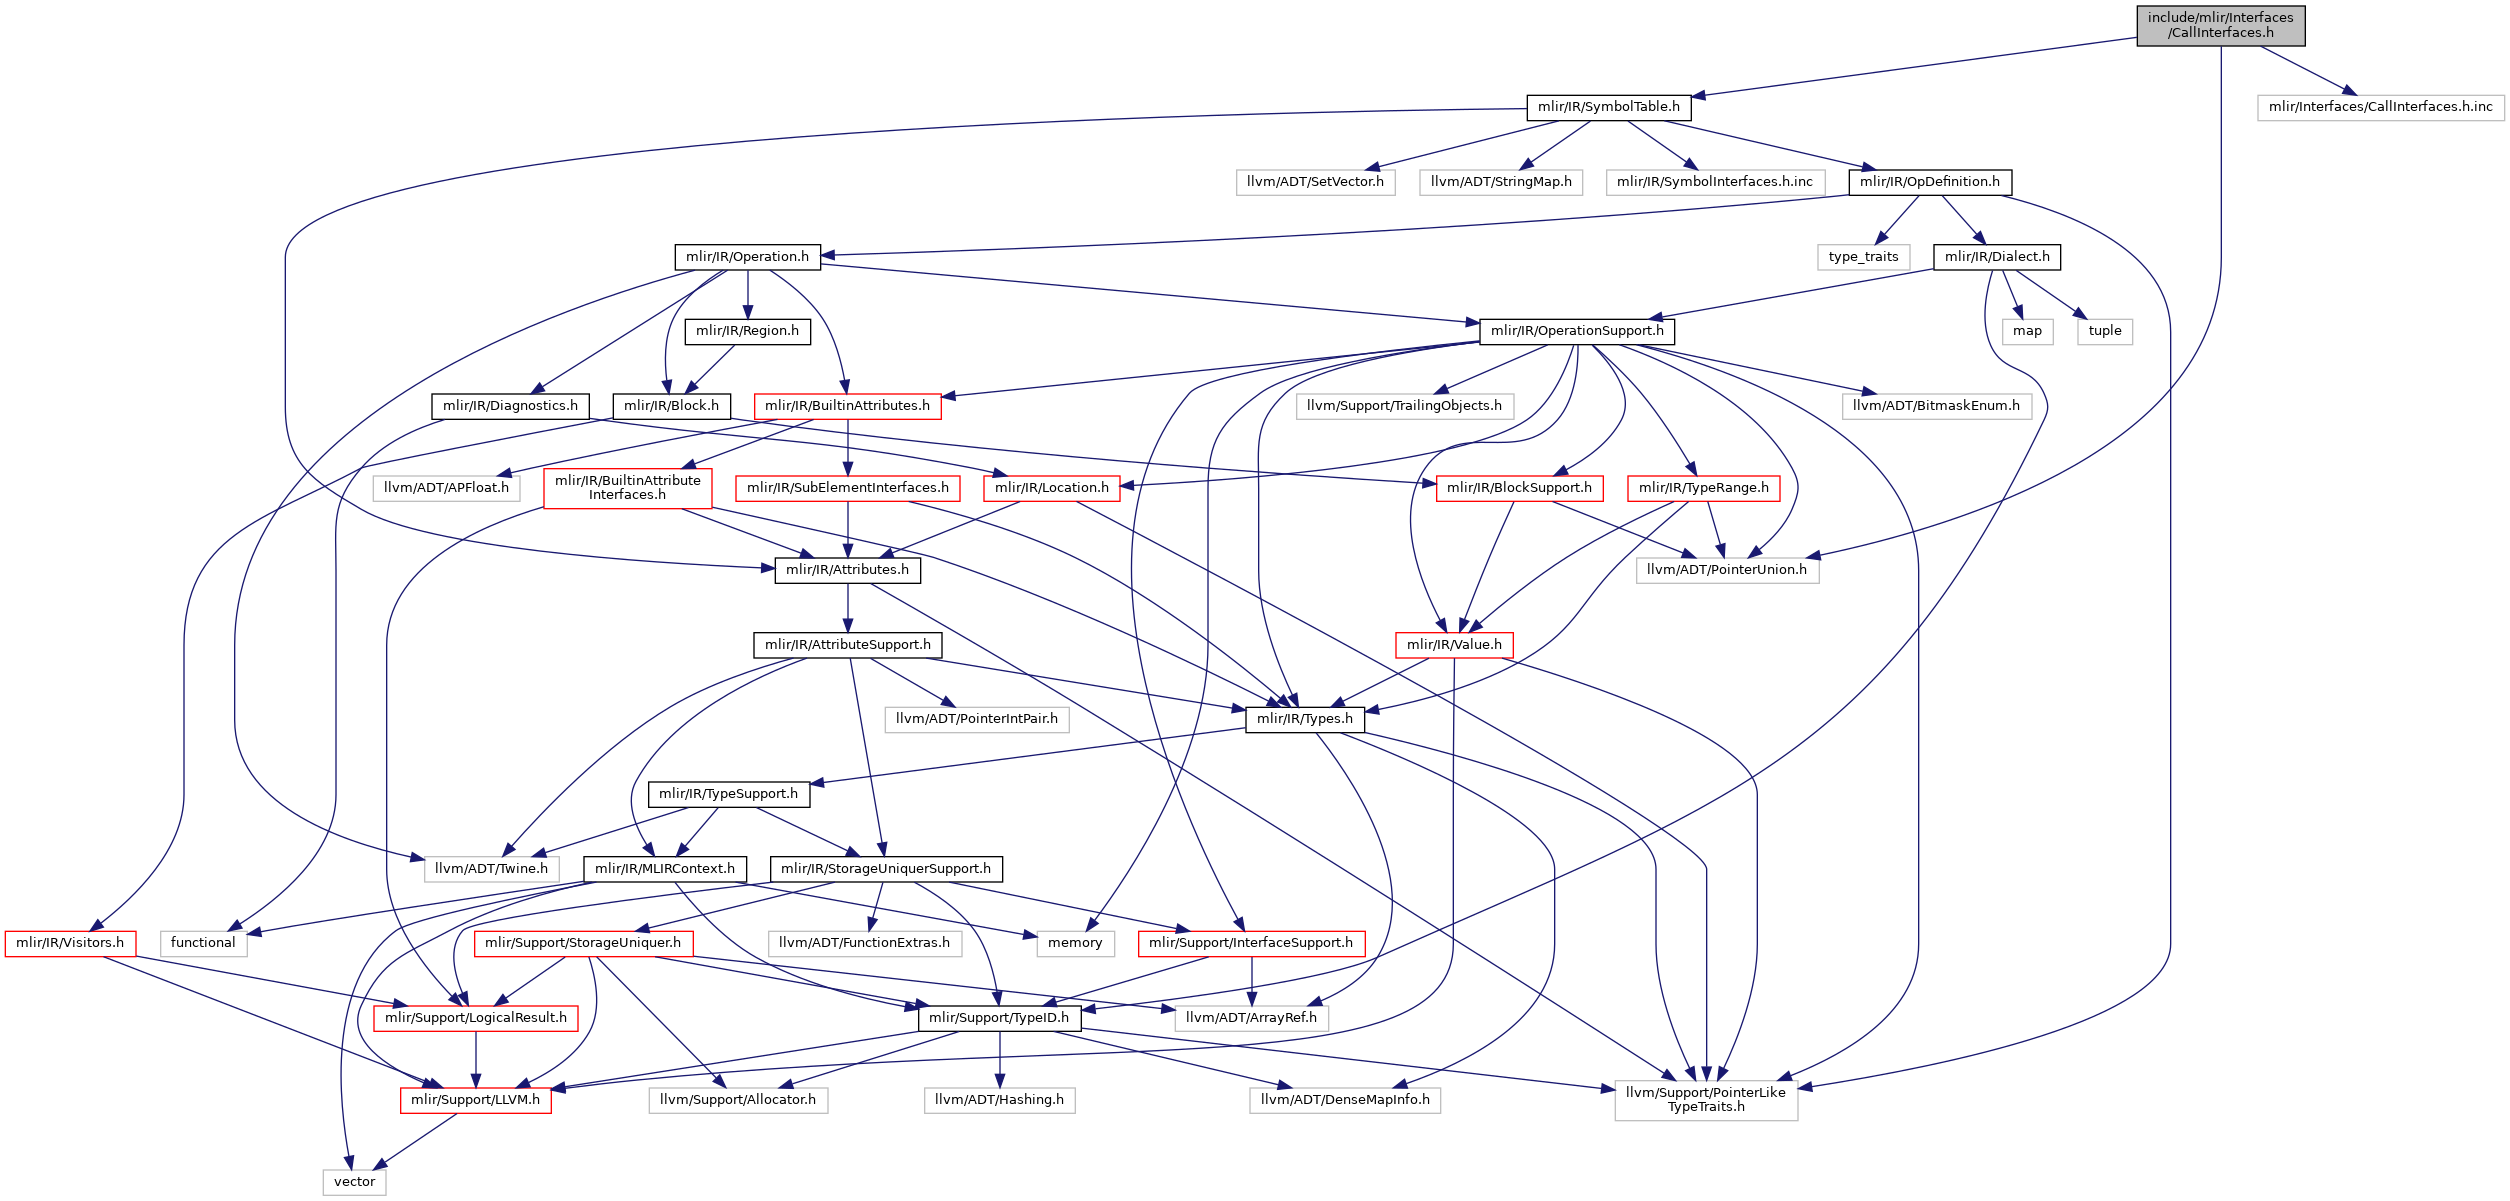 include/mlir/Interfaces
/CallInterfaces.h
mlir/IR/SymbolTable.h
mlir/Interfaces/CallInterfaces.h.inc
llvm/ADT/SetVector.h
llvm/ADT/StringMap.h
mlir/IR/SymbolInterfaces.h.inc
mlir/IR/OpDefinition.h
mlir/IR/Operation.h
type_traits
mlir/IR/Dialect.h
mlir/IR/Region.h
mlir/IR/OperationSupport.h
map
tuple
mlir/IR/Diagnostics.h
mlir/IR/Block.h
mlir/IR/BuiltinAttributes.h
llvm/Support/TrailingObjects.h
llvm/ADT/BitmaskEnum.h
llvm/ADT/APFloat.h
mlir/IR/BuiltinAttribute
Interfaces.h
mlir/IR/SubElementInterfaces.h
mlir/IR/Location.h
mlir/IR/BlockSupport.h
mlir/IR/TypeRange.h
mlir/IR/Attributes.h
llvm/ADT/PointerUnion.h
mlir/IR/AttributeSupport.h
mlir/IR/Value.h
llvm/ADT/PointerIntPair.h
mlir/IR/Types.h
mlir/IR/TypeSupport.h
llvm/ADT/Twine.h
mlir/IR/MLIRContext.h
mlir/IR/StorageUniquerSupport.h
mlir/IR/Visitors.h
functional
mlir/Support/StorageUniquer.h
llvm/ADT/FunctionExtras.h
memory
mlir/Support/InterfaceSupport.h
mlir/Support/LogicalResult.h
mlir/Support/TypeID.h
llvm/ADT/ArrayRef.h
mlir/Support/LLVM.h
llvm/Support/Allocator.h
llvm/ADT/Hashing.h
llvm/ADT/DenseMapInfo.h
llvm/Support/PointerLike
TypeTraits.h
vector